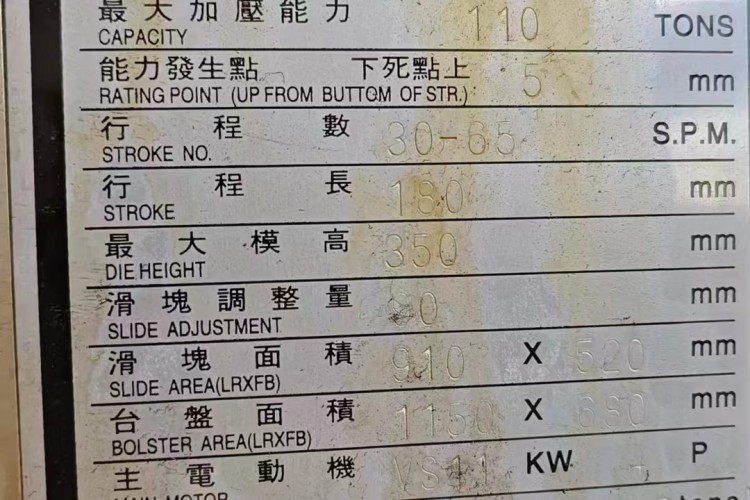 最大加壓能力 110 TONS
CAPACITY
能力發生點 下死點上 5 mm
RATING POINT (UP FROM BUTTOM OF STR.)
行程數 30-65 S.P.M.
STROKE NO.
行程長 180 mm
STROKE
最大模高 350 mm
DIE HEIGHT
滑塊調整量 mm
SLIDE ADJUSTMENT
滑塊面積 910 X 520 mm
SLIDE AREA(LRXFB)
台盤面積 1150 X mm
BOLSTER AREA(LRXFB)
主電動機 VS11 KW P
MAIN MOTOR